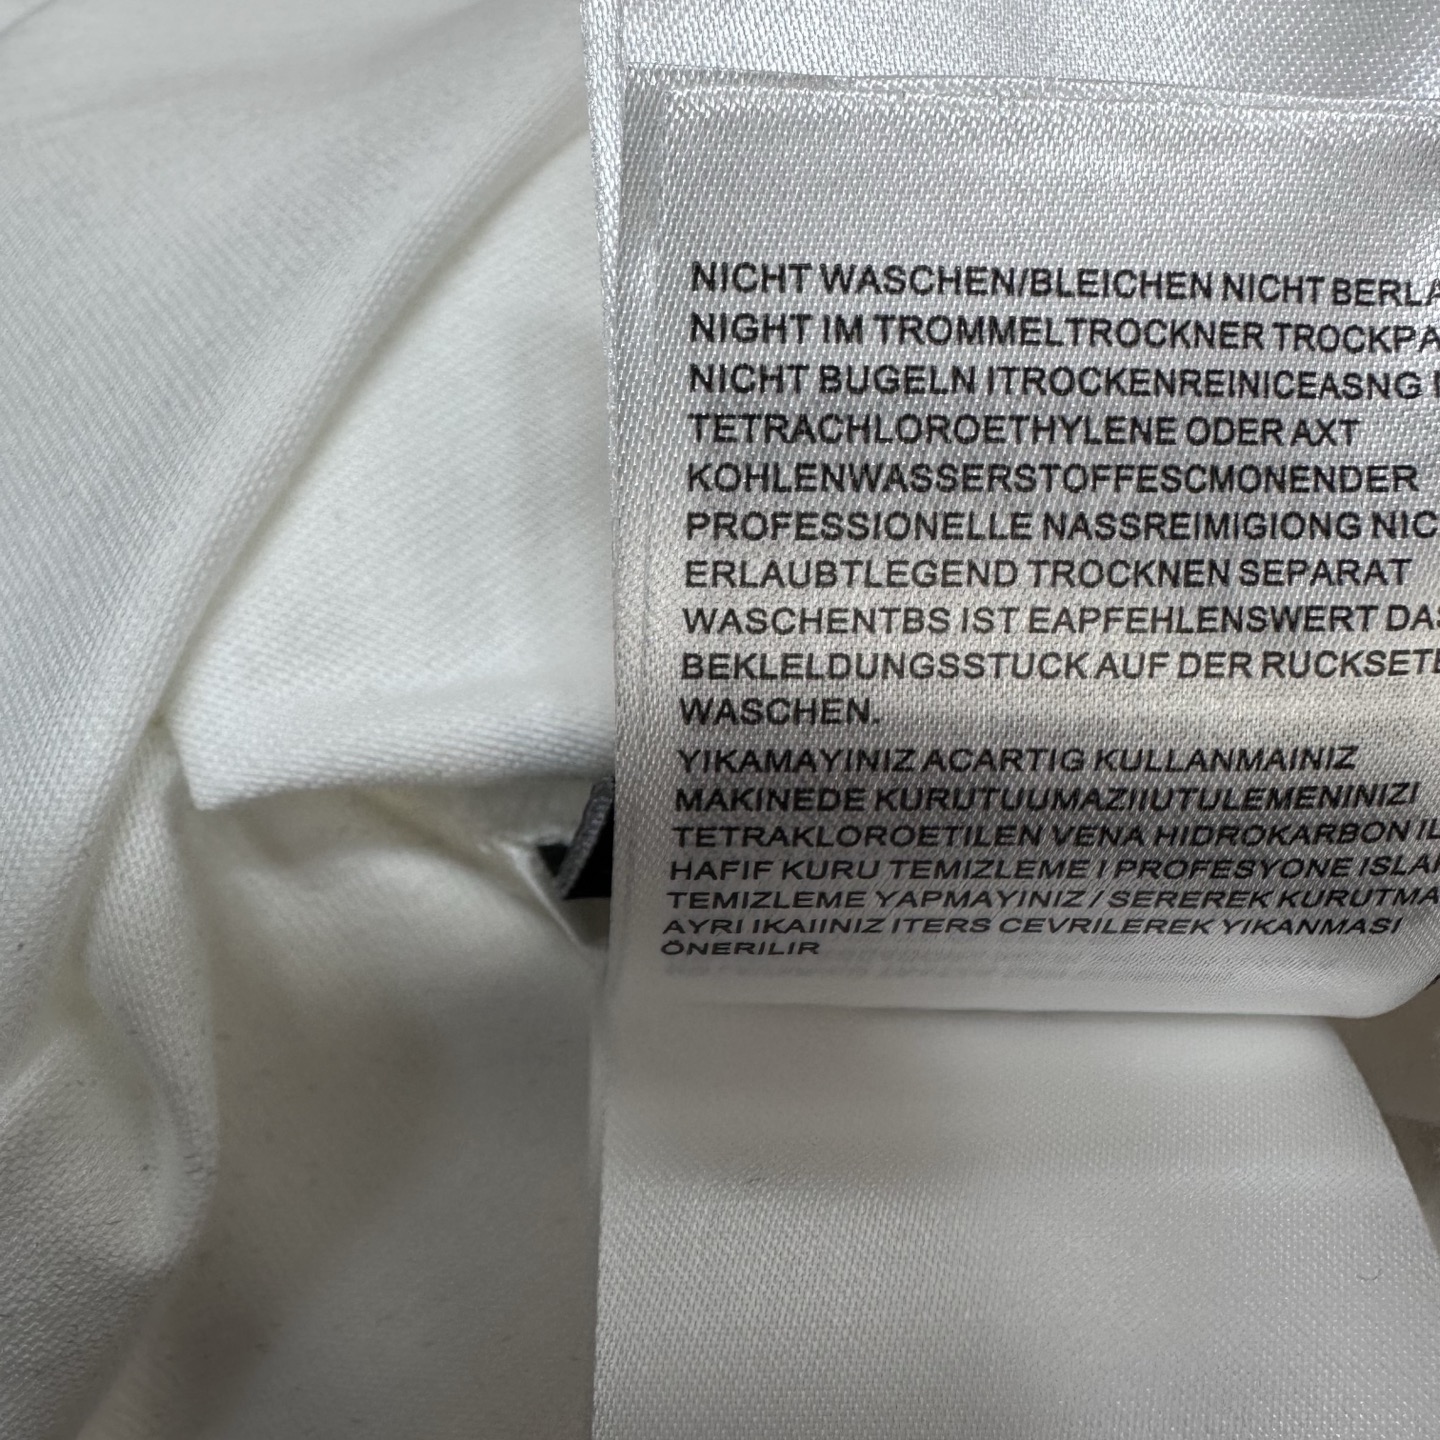 NICHT WASCHEN/BLEICHEN NICHT BERLA
NIGHT IM TROMMELTROCKNER TROCKPA
NICHT BUGELN ITROCKENREINICEASNG
TETRACHLOROETHYLENE ODER AXT
KOHLENWASSERSTOFFESCMONENDER
PROFESSIONELLE NASSREIMIGIONG NIC
ERLAUBTLEGEND TROCKNEN SEPARAT
WASCHENTBS IST EAPFEHLENSWERT DAS
BEKLELDUNGSSTUCK AUF DER RUCKSETE
WASCHEN.
YIKAMAYINIZ ACARTIG KULLANMAINIZ
MAKINEDE KURUTUUMAZIIUTULEMENINIZI
TETRAKLOROETILEN VENA HIDROKARBON IL
HAFIF KURU TEMIZLEME I PROFESYONE ISLAK
TEMIZLEME YAPMAYINIZ / SEREREK KURUTMA
AYRI IKAIINIZ ITERS CEVRILEREK YIKANMASI
ÖNERILIR